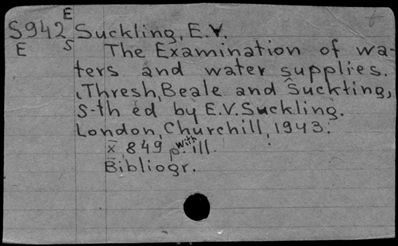 E
S942 Suckling, E.V.
E S The Examination of wa-
ters and water supplies.
(Thresh, Beale and Suckting,
5-th ed by E.V. Suckling.
London, Churchill, 1943.
x 849 p. with ill.
Bibliogr.